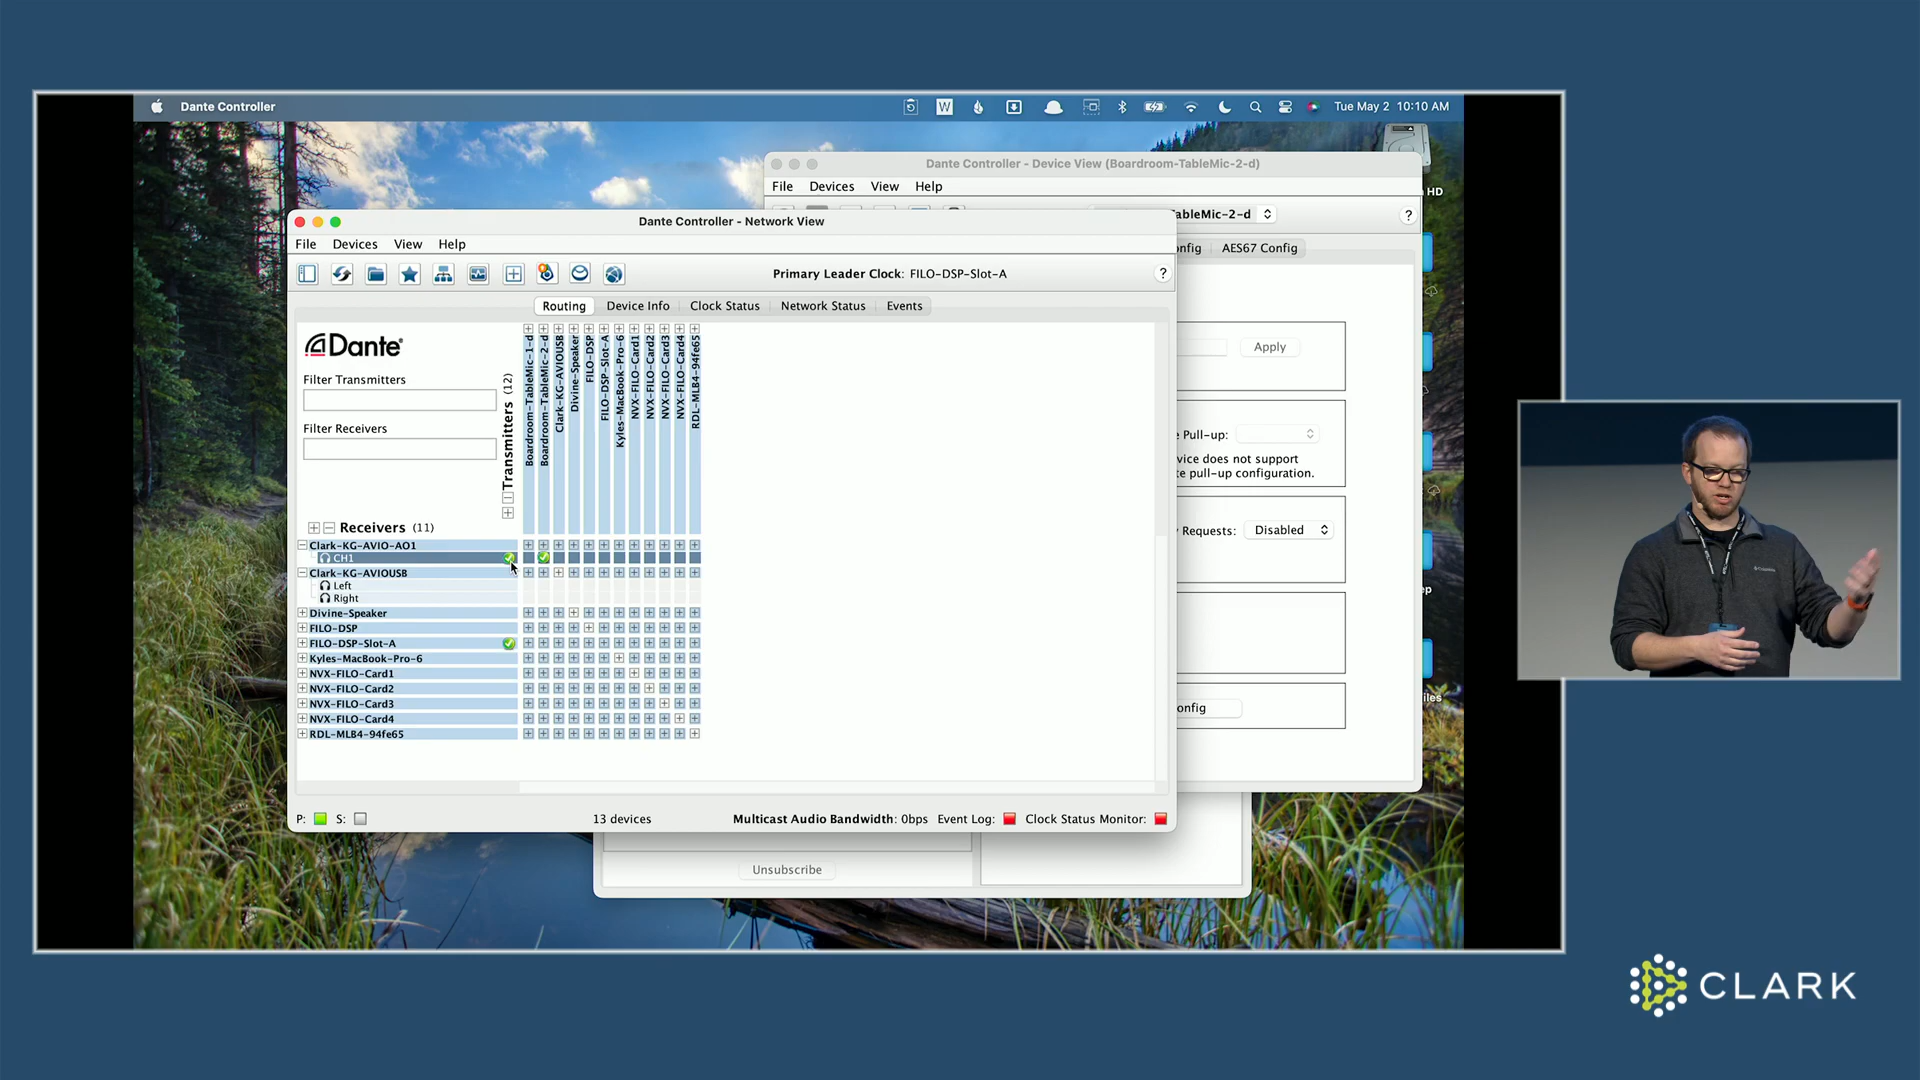 Dante Controller
W
Tue May 2 10:10 AM
Dante Controller - Device View (Boardroom-TableMic-2-d)
File Devices View Help
HD
Dante Controller - Network View
TableMic-2-d
?
File Devices View Help
nfig AES67 Config
Primary Leader Clock: FILO-DSP-Slot-A
?
Routing Device Info Clock Status Network Status Events
Dante
Filter Transmitters
Filter Receivers
Transmitters (12)
Boardroom-TableMic-1-d
Boardroom-TableMic-2-d
Clark-KG-AVIOUSB
Divine-Speaker
FILO-DSP
FILO-DSP-Slot-A
Kyles-MacBook-Pro-6
NVX-FILO-Card1
NVX-FILO-Card2
NVX-FILO-Card3
NVX-FILO-Card4
RDL-MLB4-94fe65
Receivers (11)
Clark-KG-AVIO-AO1
CH1
Clark-KG-AVIOUSB
Left
Right
Divine-Speaker
FILO-DSP
FILO-DSP-Slot-A
Kyles-MacBook-Pro-6
NVX-FILO-Card1
NVX-FILO-Card2
NVX-FILO-Card3
NVX-FILO-Card4
RDL-MLB4-94fe65
Apply
e Pull-up:
vice does not support
te pull-up configuration.
y Requests: Disabled
ep
onfig
iles
P: S: 13 devices Multicast Audio Bandwidth: 0bps Event Log: Clock Status Monitor:
Unsubscribe
CLARK